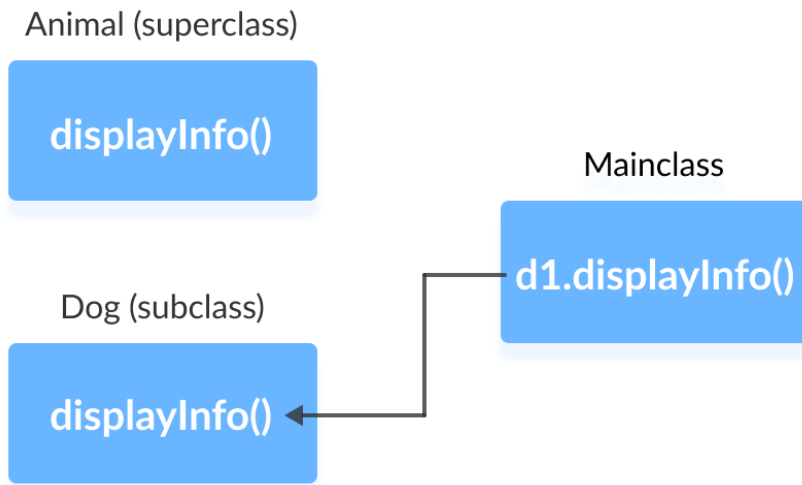 Animal (superclass)
displayInfo()
Mainclass
d1.displayInfo()
Dog (subclass)
displayInfo()